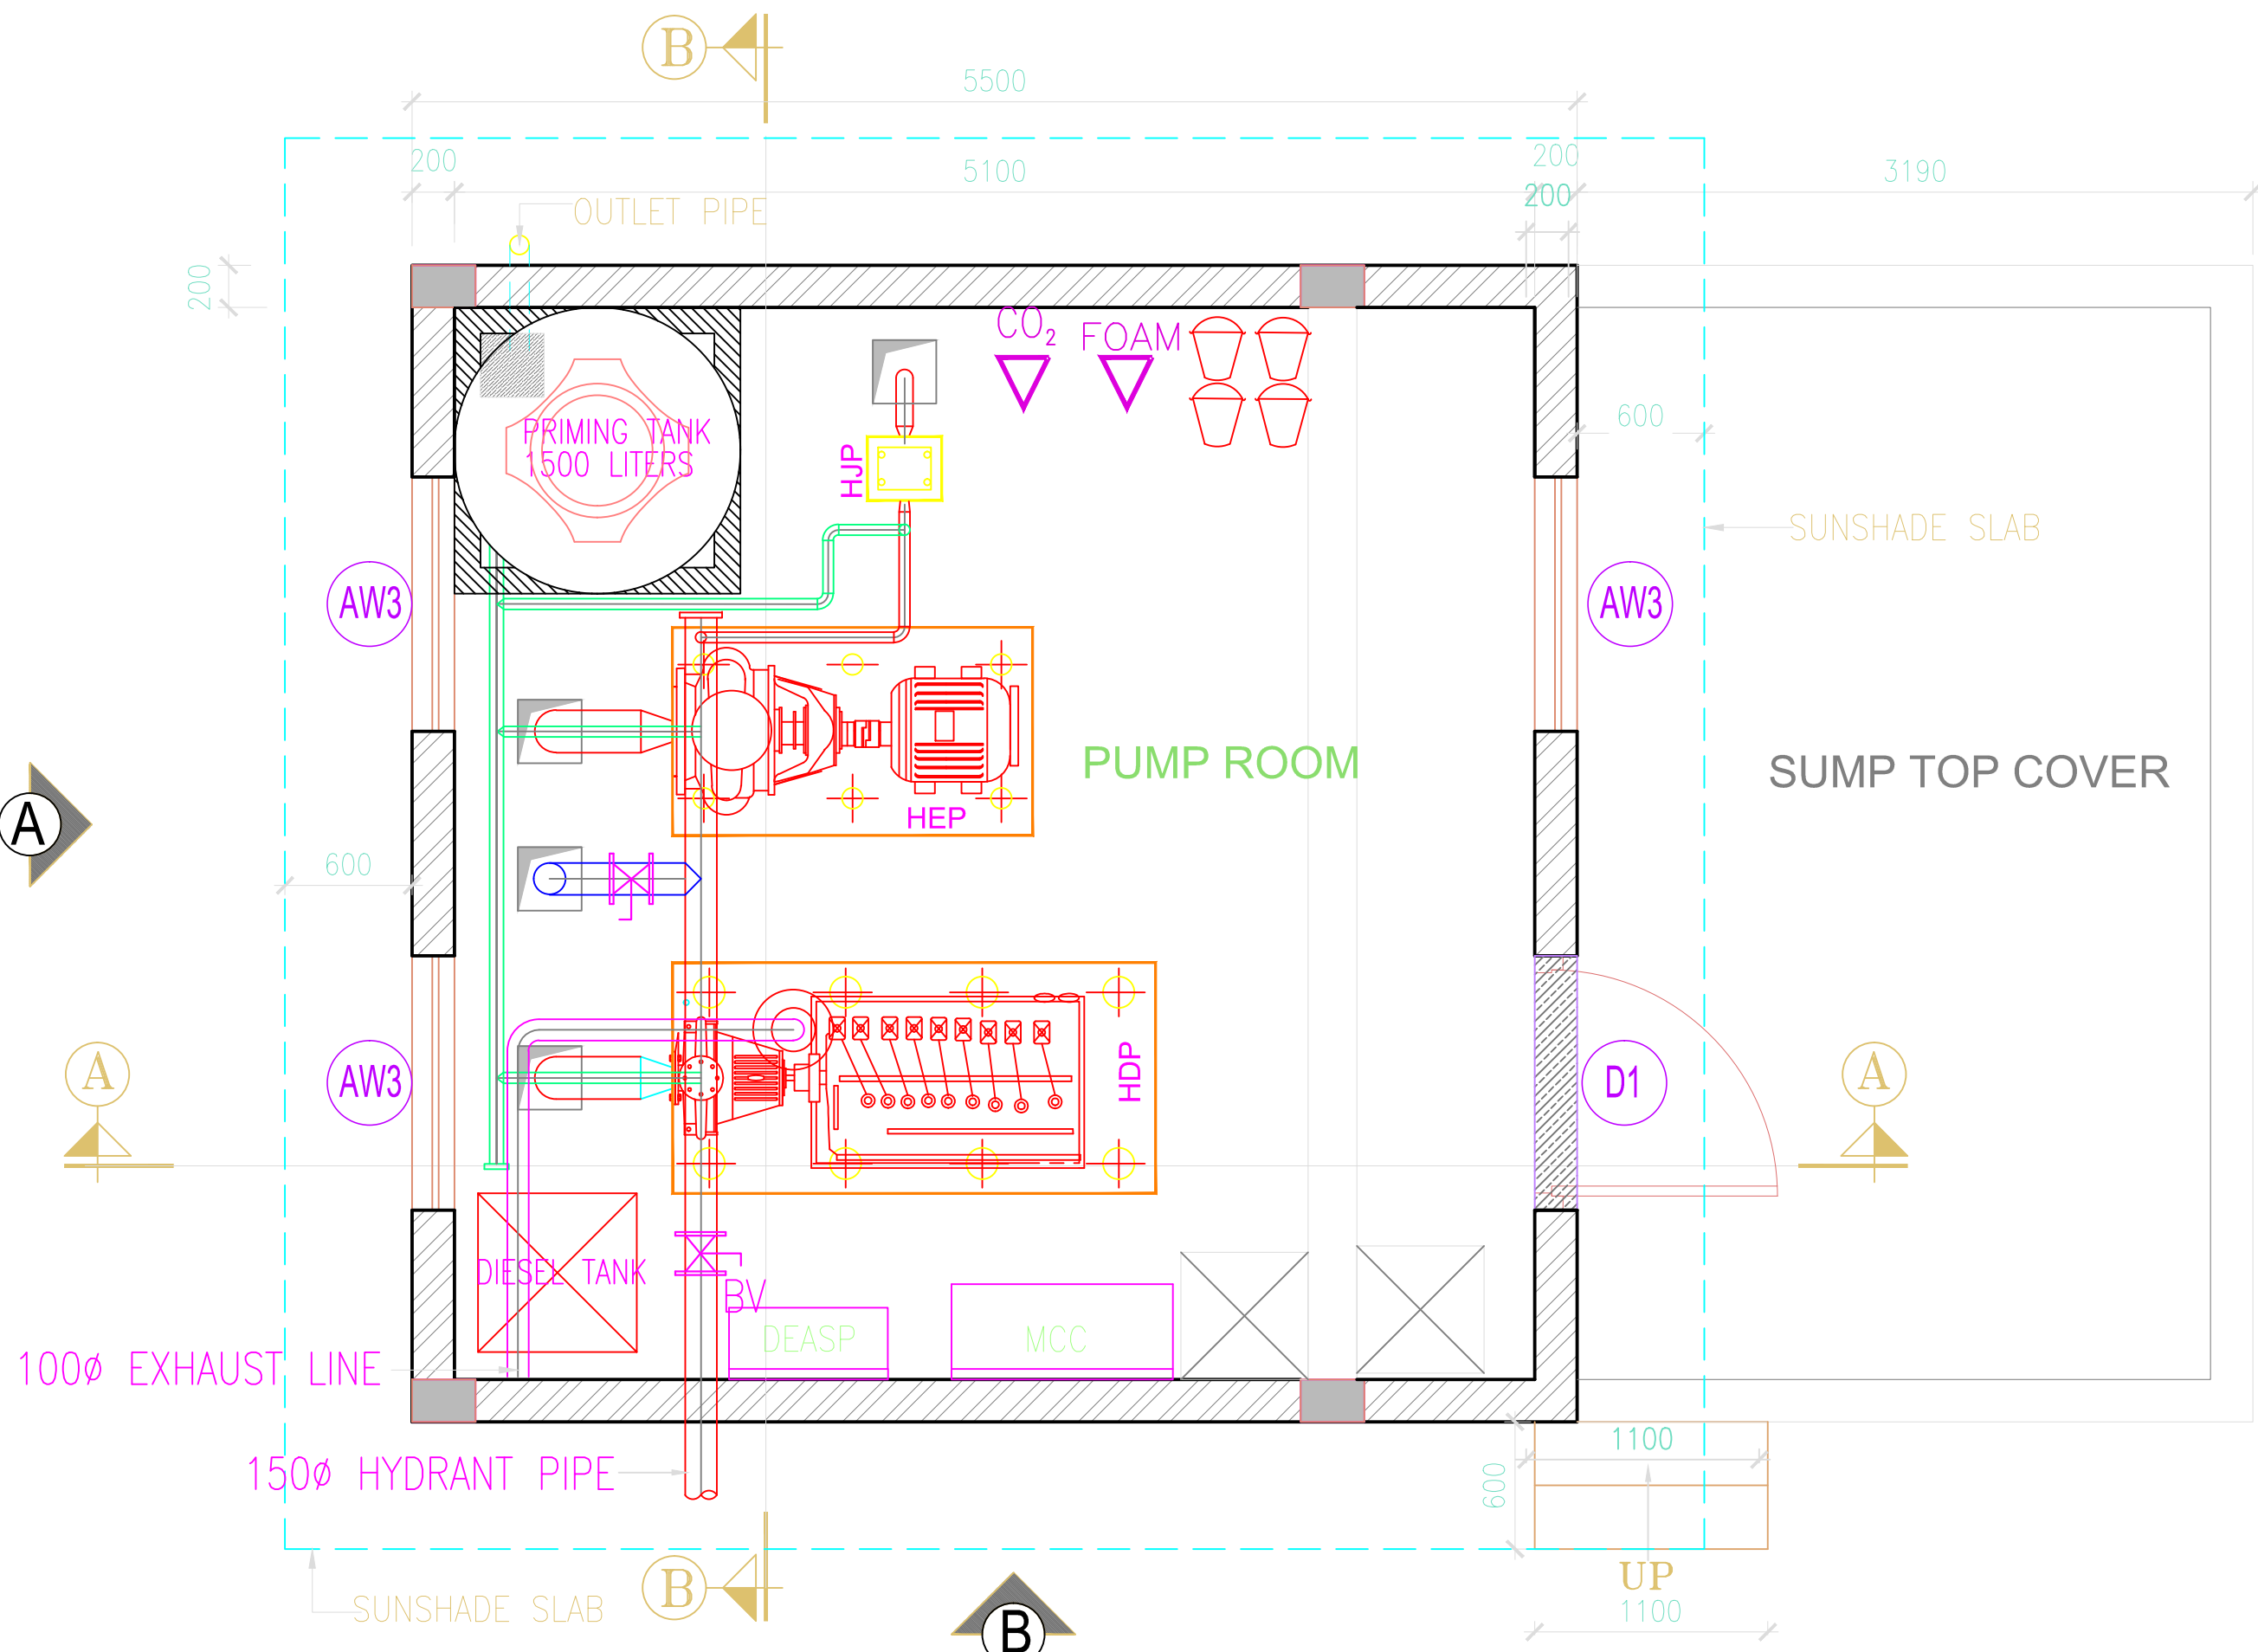 B
5500
200
5100
200
3190
200
OUTLET PIPE
200
CO2
FOAM
600
PRIMING TANK
1500 LITERS
HJP
SUNSHADE SLAB
AW3
AW3
PUMP ROOM
SUMP TOP COVER
HEP
A
600
HDP
A
AW3
D1
A
DIESEL TANK
BV
DEASP
MCC
100ø EXHAUST LINE
1100
150ø HYDRANT PIPE
600
UP
B
SUNSHADE SLAB
1100
B